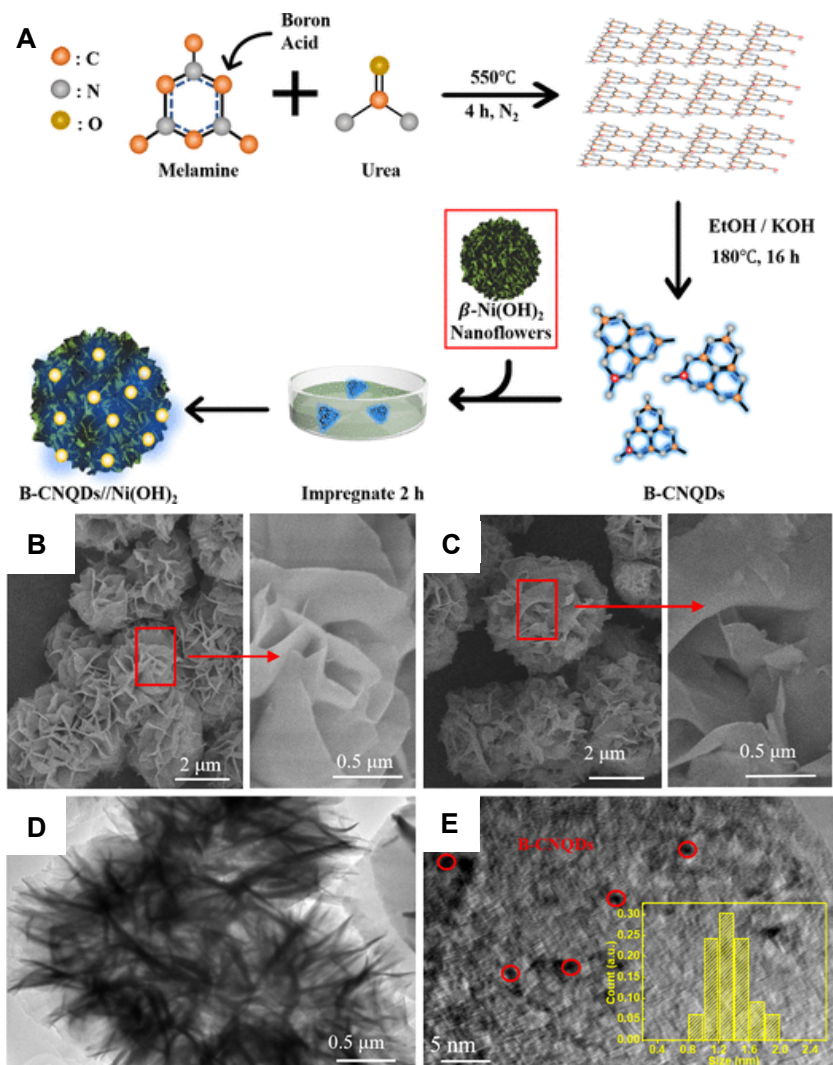 A
Boron
Acid
: C
: N
: O
Melamine
Urea
550℃
4 h, N₂
EtOH / KOH
180℃, 16 h
β-Ni(OH)₂
Nanoflowers
B-CNQDs//Ni(OH)₂
Impregnate 2 h
B-CNQDs
B
2 μm
0.5 μm
C
2 μm
0.5 μm
D
0.5 μm
E
B-CNQDs
5 nm
Count (a.u.)
0.30
0.25
0.20
0.15
0.10
0.05
0.00
0.4 0.8 1.2 1.6 2.0 2.4
Size (nm)